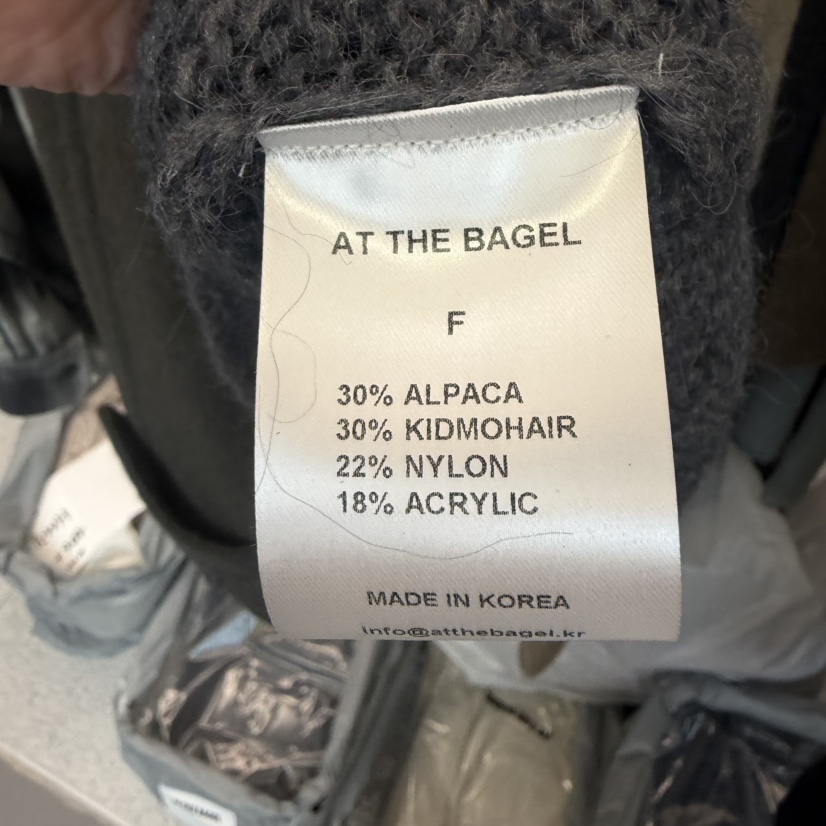 AT THE BAGEL
F
30% ALPACA
30% KIDMOHAIR
22% NYLON
18% ACRYLIC
MADE IN KOREA
info@atthebagel.kr